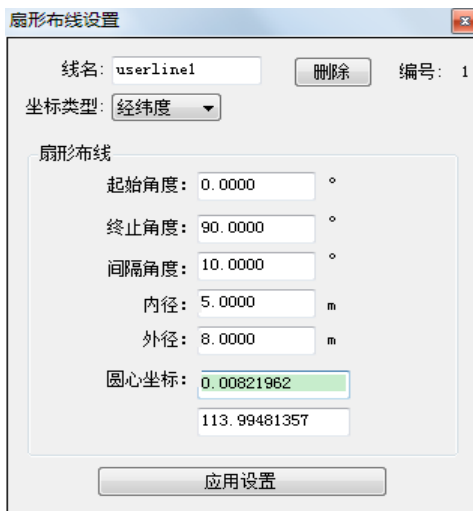 扇形布线设置
线名: userline1 删除 编号: 1
坐标类型: 经纬度
扇形布线
起始角度: 0.0000 °
终止角度: 90.0000 °
间隔角度: 10.0000 °
内径: 5.0000 m
外径: 8.0000 m
圆心坐标: 0.00821962
113.99481357
应用设置